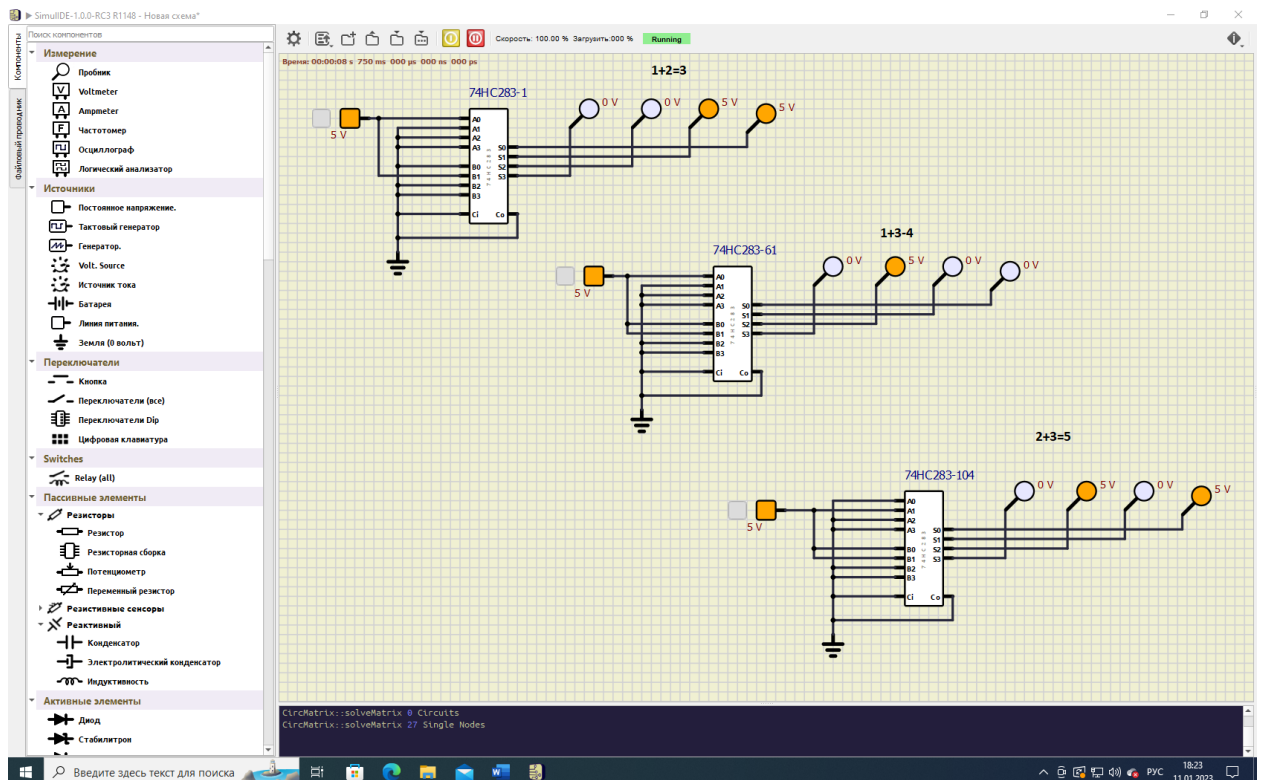 SimulIDE-1.0.0-RC3 R1148 - Новая схема*
Компоненты
Файловый проводник
Поиск компонентов
Измерение
Пробник
V Voltmeter
A Ampmeter
F Частотомер
Осциллограф
Логический анализатор
Источники
Постоянное напряжение.
Тактовый генератор
Генератор.
Volt. Source
Источник тока
Батарея
Линия питания.
Земля (0 вольт)
Переключатели
Кнопка
Переключатели (все)
Переключатели Dip
Цифровая клавиатура
Switches
Relay (all)
Пассивные элементы
Резисторы
Резистор
Резисторная сборка
Потенциометр
Переменный резистор
Резистивные сенсоры
Реактивный
Конденсатор
Электролитический конденсатор
Индуктивность
Активные элементы
Диод
Стабилитрон
Скорость: 100.00 % Загрузить:000 % Running
Время: 00:00:08 s 750 ms 000 µs 000 ns 000 ps
1+2=3
74HC283-1
0 V
0 V
5 V
5 V
5 V
A0
A1
A2
A3 S0
S1
B0 S2
B1 S3
B2
B3
Ci Co
74HC283
1+3-4
74HC283-61
0 V
5 V
0 V
0 V
5 V
A0
A1
A2
A3 S0
S1
B0 S2
B1 S3
B2
B3
Ci Co
74HC283
2+3=5
74HC283-104
0 V
5 V
0 V
5 V
5 V
A0
A1
A2
A3 S0
S1
B0 S2
B1 S3
B2
B3
Ci Co
74HC283
CircMatrix::solveMatrix 0 Circuits
CircMatrix::solveMatrix 27 Single Nodes
Введите здесь текст для поиска
РУС
18:23
11.01.2023